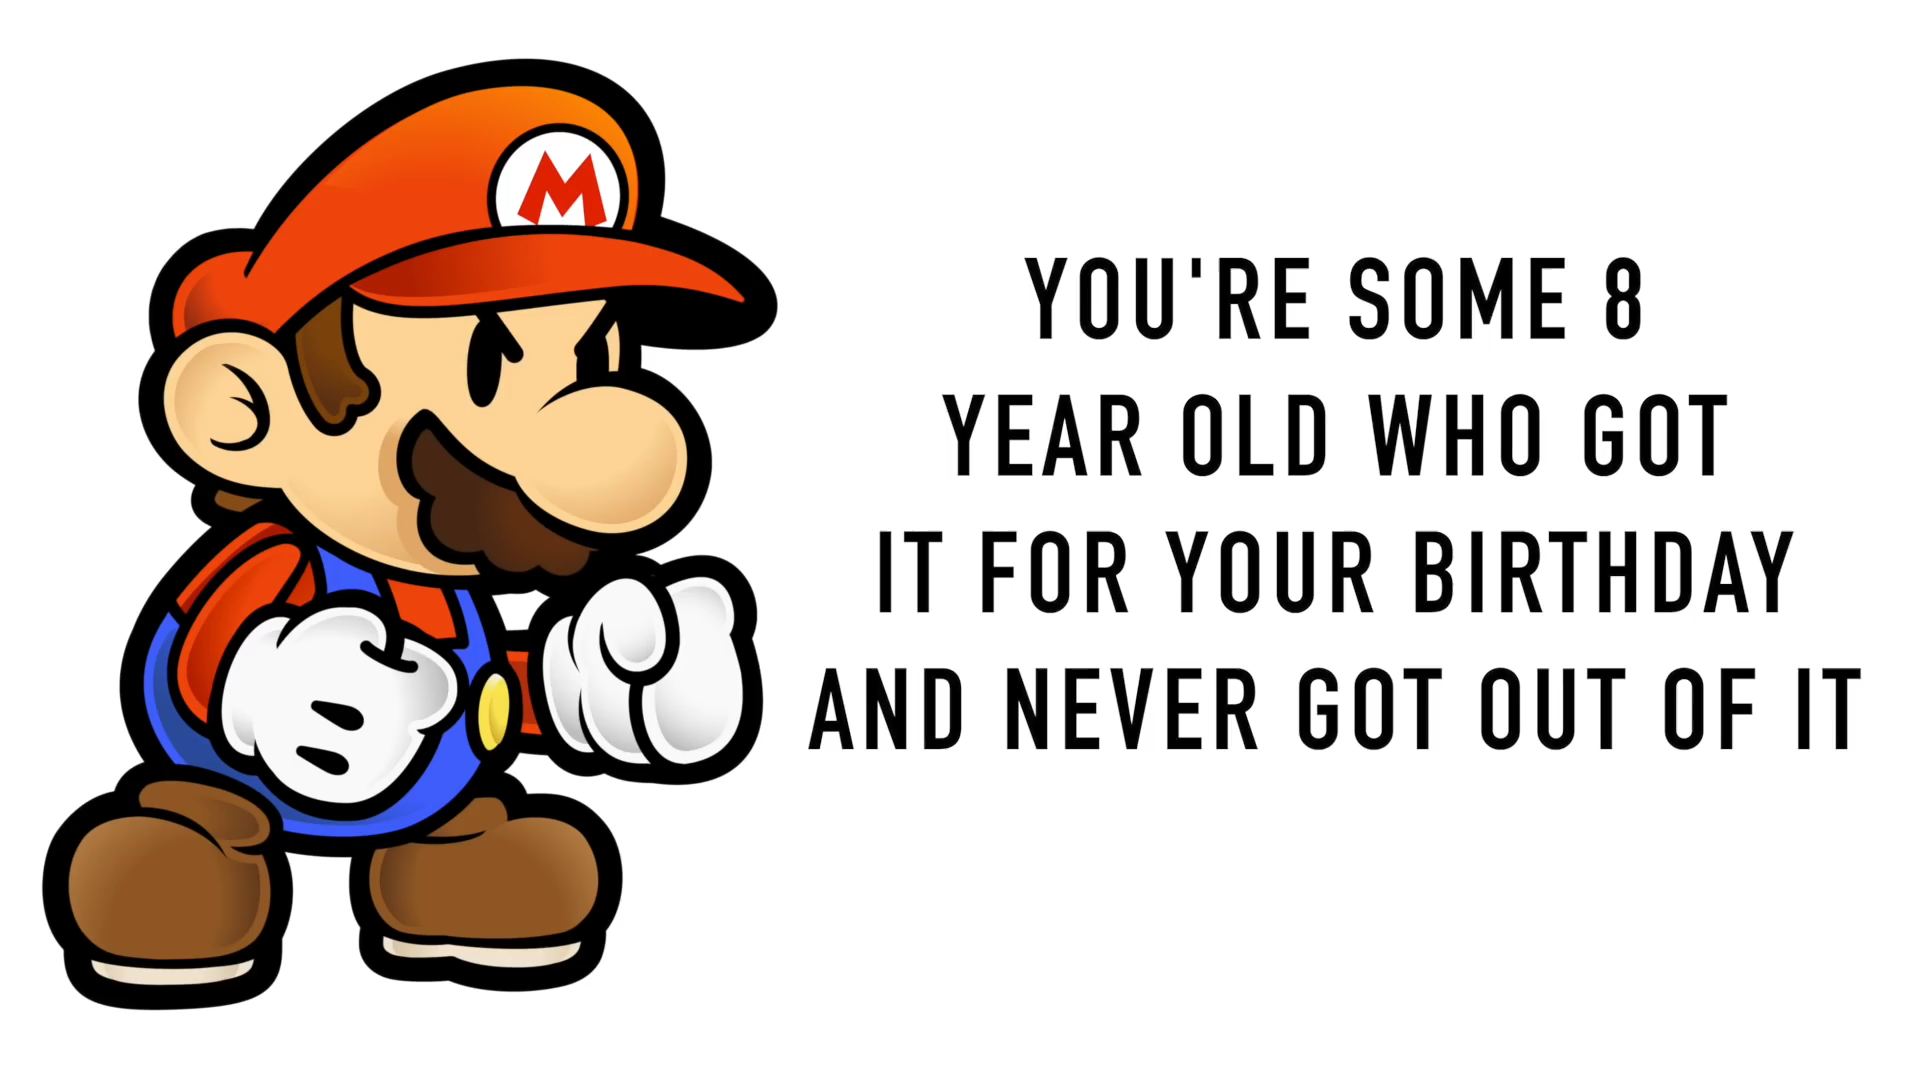 M
YOU'RE SOME 8
YEAR OLD WHO GOT
IT FOR YOUR BIRTHDAY
AND NEVER GOT OUT OF IT